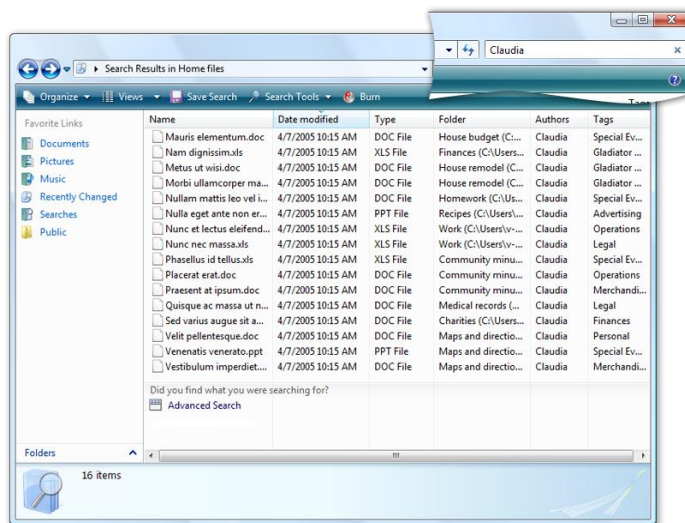 Claudia
Search Results in Home files
Organize Views Save Search Search Tools Burn
Favorite Links
Documents
Pictures
Music
Recently Changed
Searches
Public
Name Date modified Type Folder Authors Tags
Mauris elementum.doc 4/7/2005 10:15 AM DOC File House budget (C:... Claudia Special Ev...
Nam dignissim.xls 4/7/2005 10:15 AM XLS File Finances (C:\Users... Claudia Gladiator ...
Metus ut wisi.doc 4/7/2005 10:15 AM DOC File House remodel (C... Claudia Gladiator ...
Morbi ullamcorper ma... 4/7/2005 10:15 AM DOC File House remodel (C... Claudia Gladiator ...
Nullam mattis leo vel i... 4/7/2005 10:15 AM DOC File Homework (C:\Us... Claudia Special Ev...
Nulla eget ante non er... 4/7/2005 10:15 AM PPT File Recipes (C:\Users\... Claudia Advertising
Nunc et lectus eleifend... 4/7/2005 10:15 AM XLS File Work (C:\Users\v-... Claudia Operations
Nunc nec massa.xls 4/7/2005 10:15 AM XLS File Work (C:\Users\v-... Claudia Legal
Phasellus id tellus.xls 4/7/2005 10:15 AM XLS File Community minu... Claudia Special Ev...
Placerat erat.doc 4/7/2005 10:15 AM DOC File Community minu... Claudia Operations
Praesent at ipsum.doc 4/7/2005 10:15 AM DOC File Community minu... Claudia Merchandi...
Quisque ac massa ut n... 4/7/2005 10:15 AM DOC File Medical records (... Claudia Legal
Sed varius augue sit a... 4/7/2005 10:15 AM DOC File Charities (C:\Users... Claudia Finances
Velit pellentesque.doc 4/7/2005 10:15 AM DOC File Maps and directio... Claudia Personal
Venenatis venerato.ppt 4/7/2005 10:15 AM PPT File Maps and directio... Claudia Special Ev...
Vestibulum imperdiet.... 4/7/2005 10:15 AM DOC File Maps and directio... Claudia Merchandi...
Did you find what you were searching for?
Advanced Search
Folders
16 items